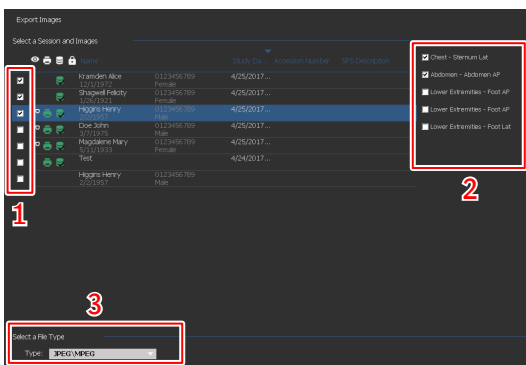 Export Images
Select a Session and Images
Name Study Da... Accession Number SPS Description
Kramden Alice 0123456789 4/25/2017...
12/1/1972 Female
Shagwell Felicity 0123456789 4/25/2017...
1/26/1921 Female
Higgins Henry 0123456789 4/25/2017...
2/2/1957 Male
Doe John 0123456789 4/25/2017...
3/7/1975 Male
Magdalene Mary 0123456789 4/25/2017...
5/11/1933 Female
Test 4/24/2017...
Higgins Henry 0123456789
2/2/1957 Male
Chest - Sternum Lat
Abdomen - Abdomen AP
Lower Extremities - Foot AP
Lower Extremities - Foot AP
Lower Extremities - Foot Lat
1
2
3
Select a File Type
Type: JPEG\MPEG